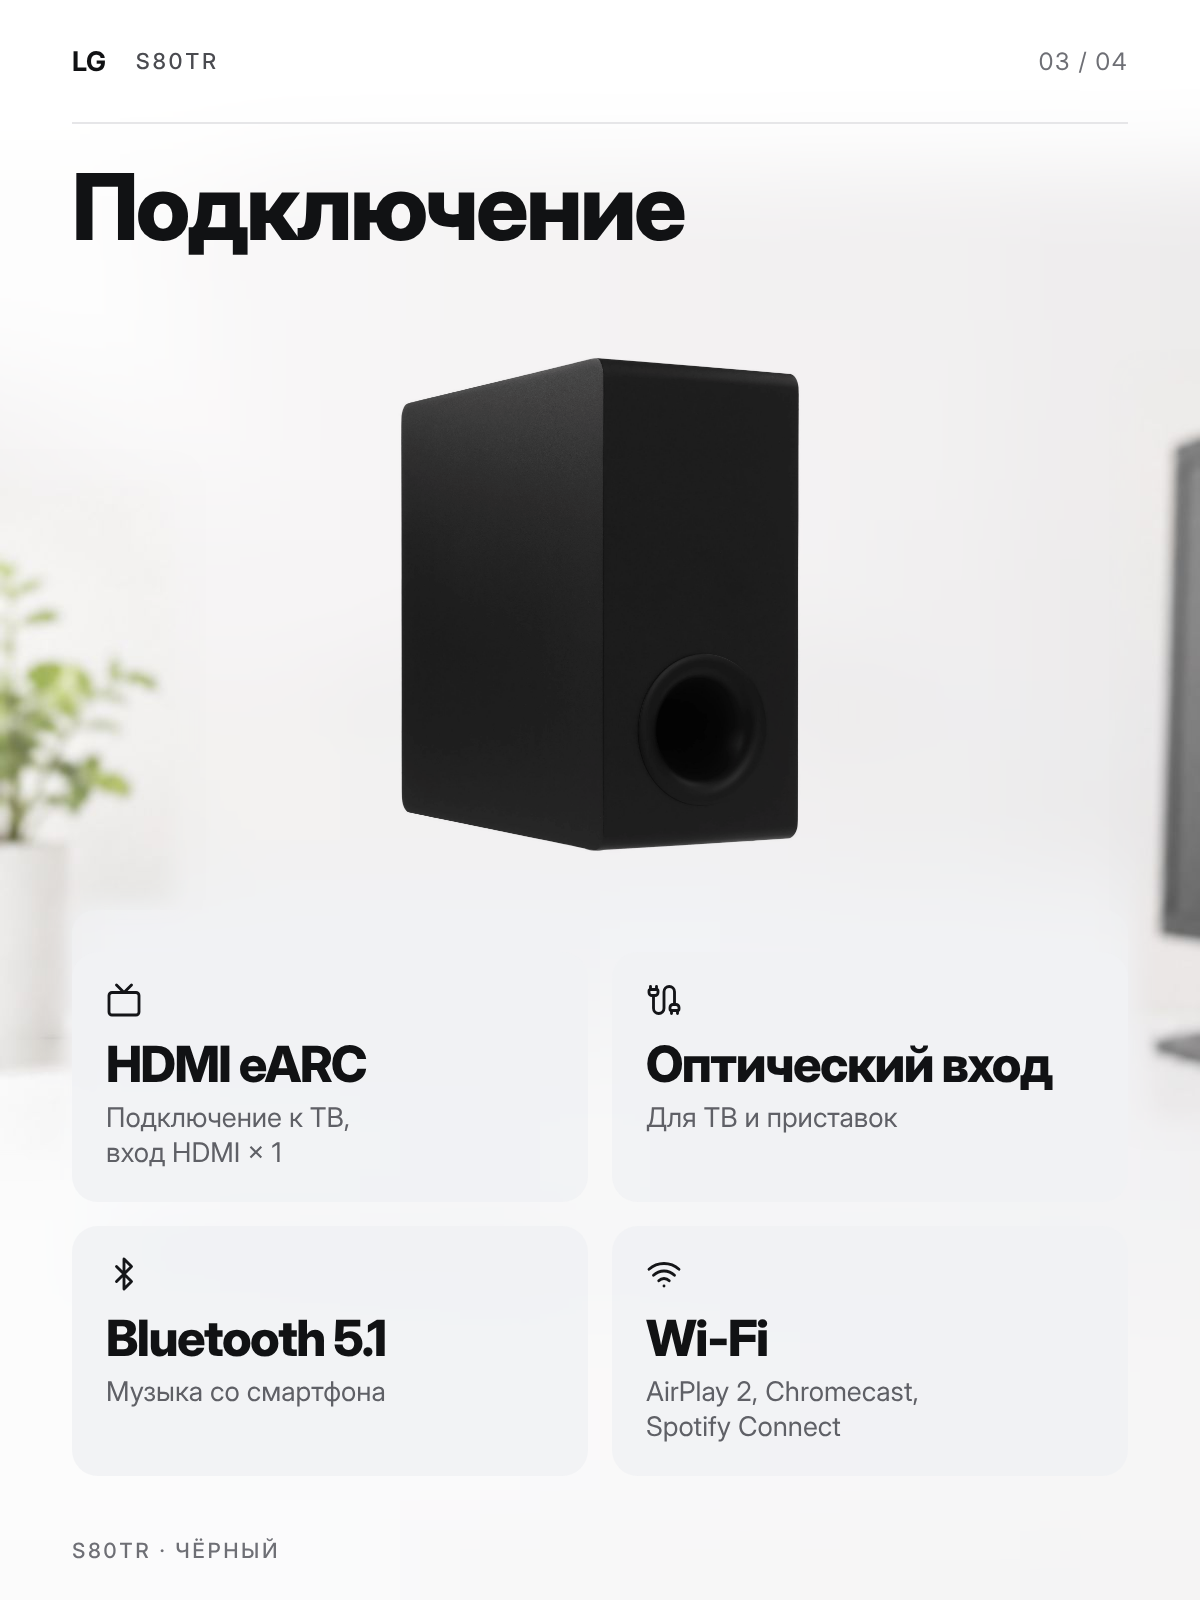 LG S80TR 03 / 04
Подключение
HDMI eARC
Подключение к ТВ,
вход HDMI × 1
Оптический вход
Для ТВ и приставок
Bluetooth 5.1
Музыка со смартфона
Wi-Fi
AirPlay 2, Chromecast,
Spotify Connect
S80TR · ЧЁРНЫЙ